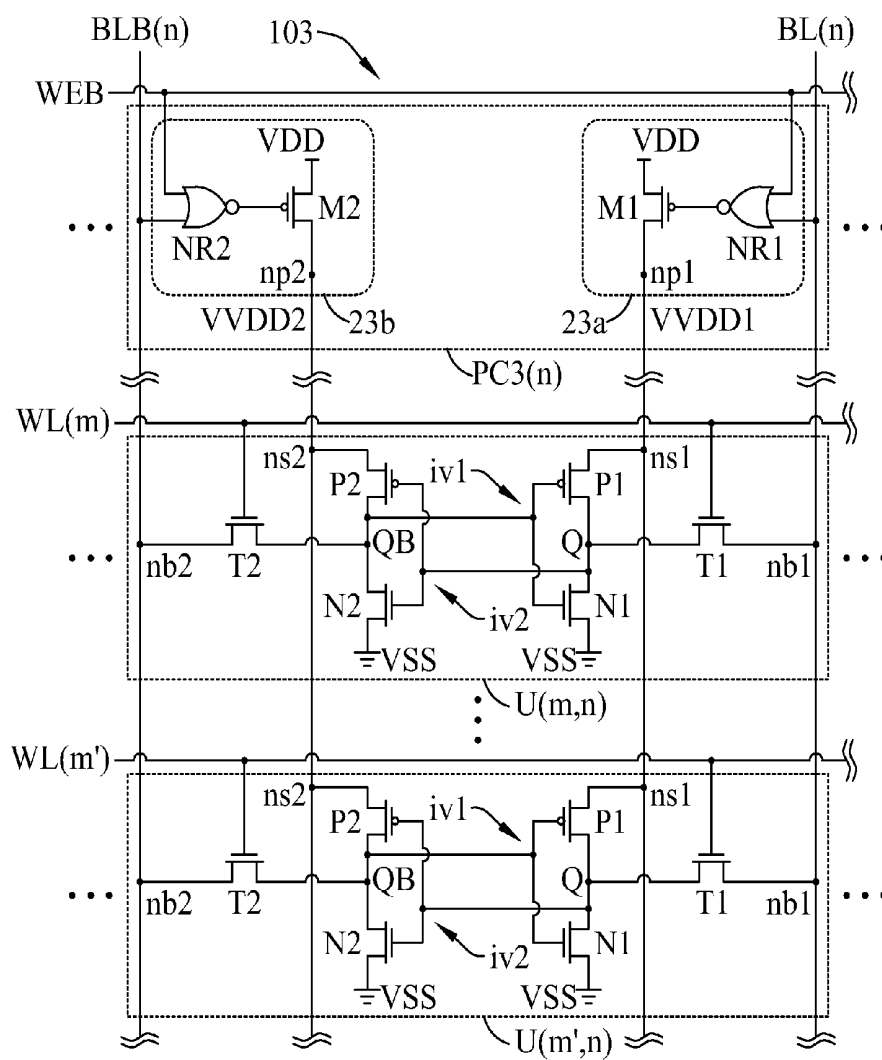 BLB(n) 103 BL(n)
WEB
VDD VDD
M2 M1
NR2 NR1
np2 np1
VVDD2 23b 23a VVDD1
PC3(n)
WL(m)
ns2 P2 iv1 P1 ns1
nb2 T2 QB Q T1 nb1
N2 iv2 N1
VSS VSS
U(m,n)
WL(m')
ns2 P2 iv1 P1 ns1
nb2 T2 QB Q T1 nb1
N2 iv2 N1
VSS VSS
U(m',n)